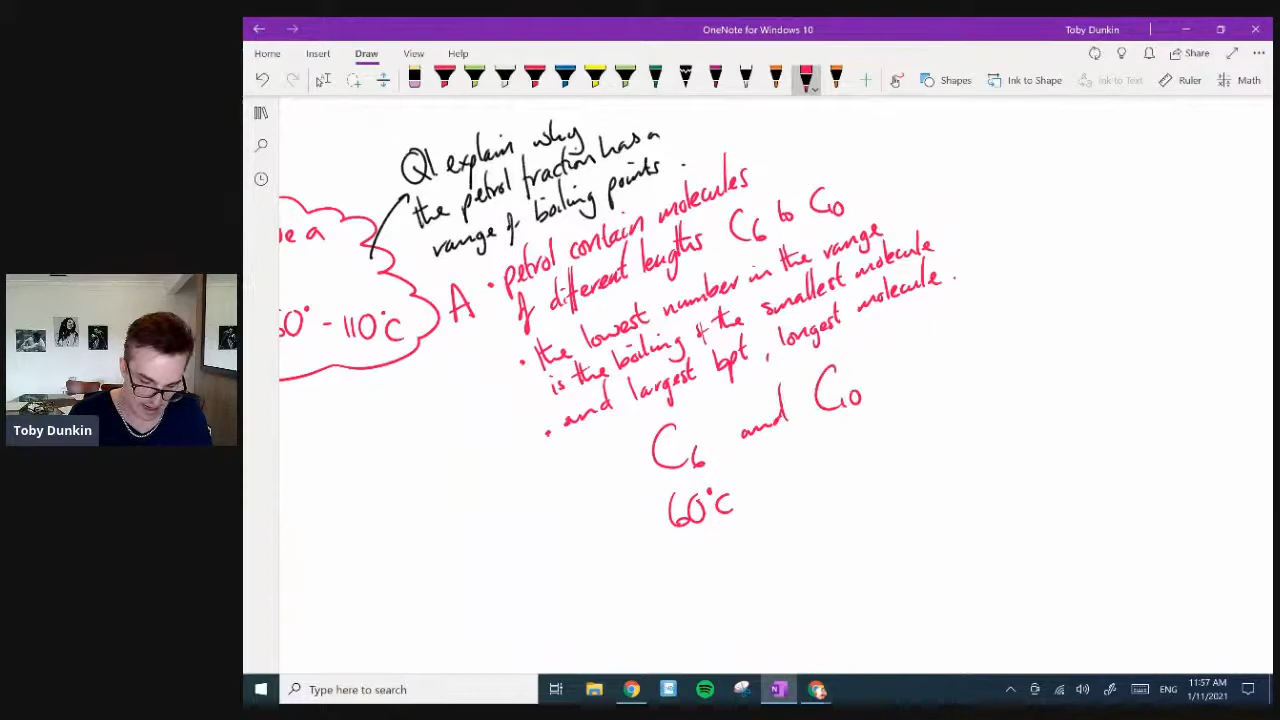 OneNote for Windows 10
Toby Dunkin
Home
Insert
Draw
View
Help
Share
Shapes
Ink to Shape
Ink to Text
Ruler
Math
Q1 explain why
the petrol fraction has a
range of boiling points
A
• petrol contain molecules
of different lengths C6 to C10
• the lowest number in the range
is the boiling of the smallest molecule
• and largest bpt, longest molecule.
C6 and C10
60°C
a
0° - 110°C
Toby Dunkin
Type here to search
ENG
11:57 AM
1/11/2021